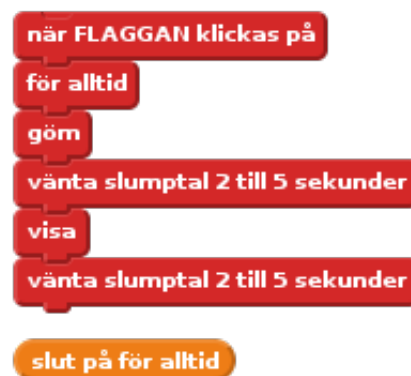 när FLAGGAN klickas på
för alltid
göm
vänta slumptal 2 till 5 sekunder
visa
vänta slumptal 2 till 5 sekunder
slut på för alltid